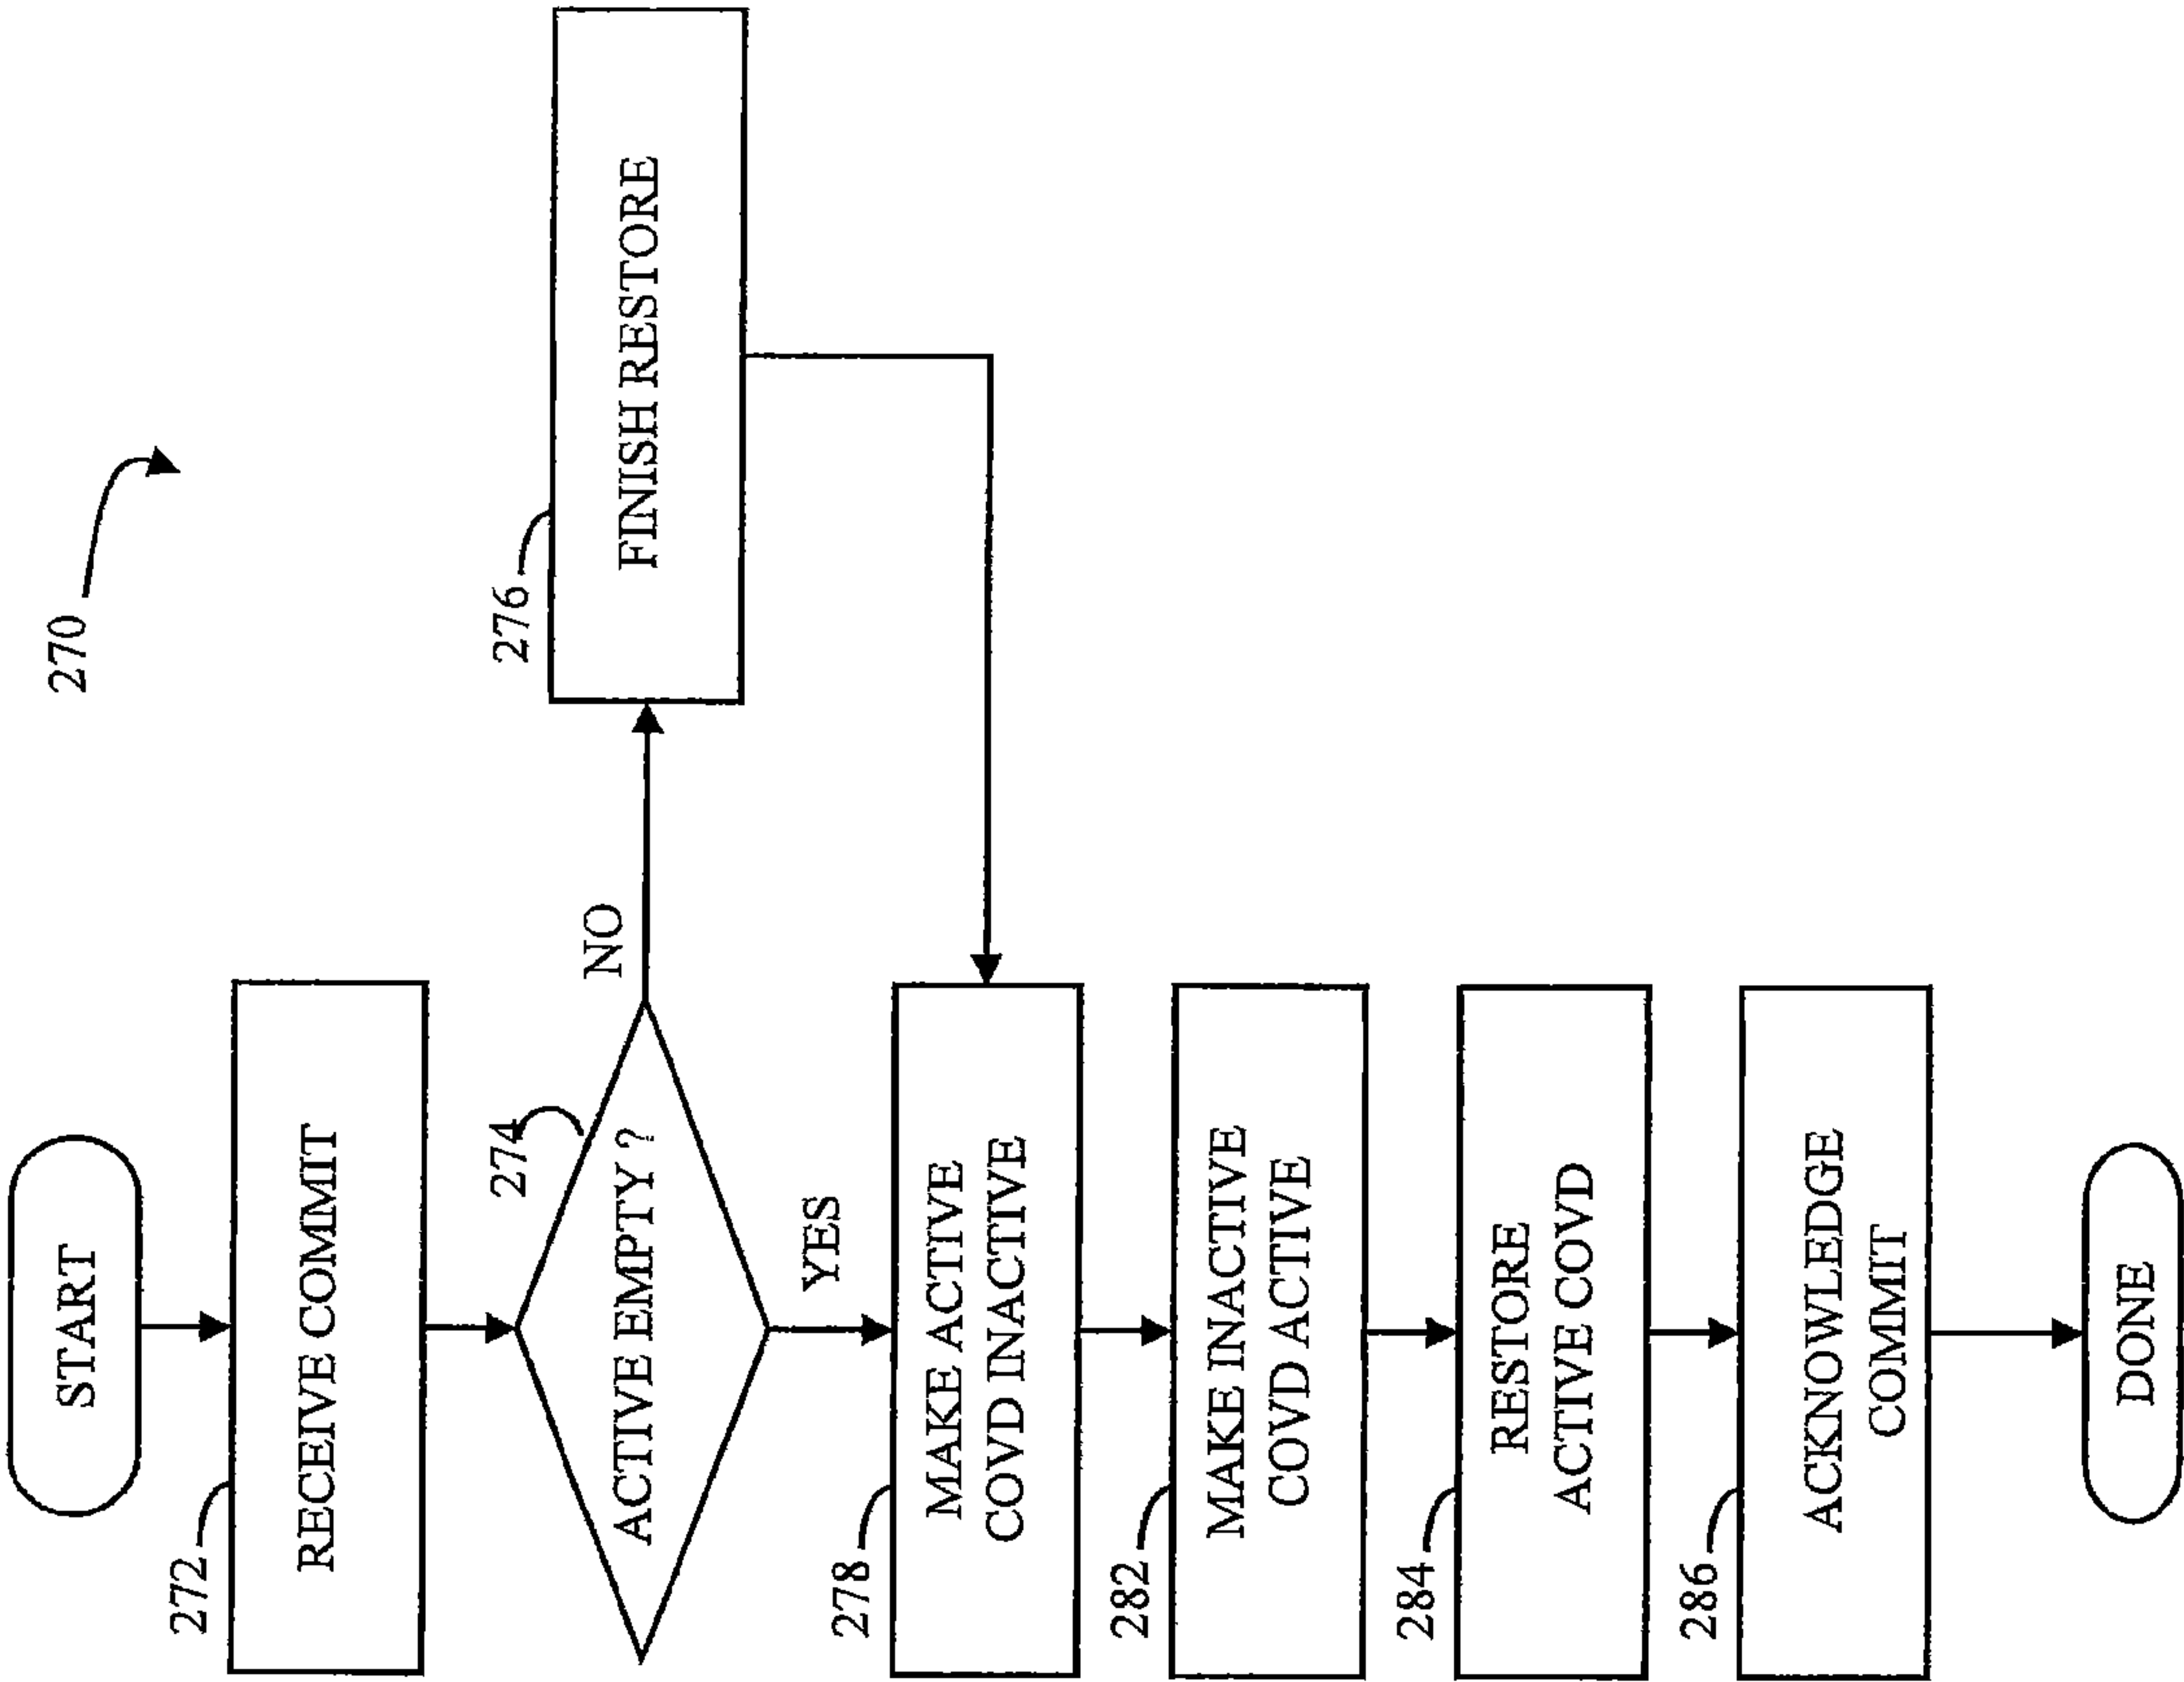 270
START
272
RECEIVE COMMIT
274
ACTIVE EMPTY ?
NO
276
FINISH RESTORE
YES
278
MAKE ACTIVE
COVD INACTIVE
282
MAKE INACTIVE
COVD ACTIVE
284
RESTORE
ACTIVE COVD
286
ACKNOWLEDGE
COMMIT
DONE